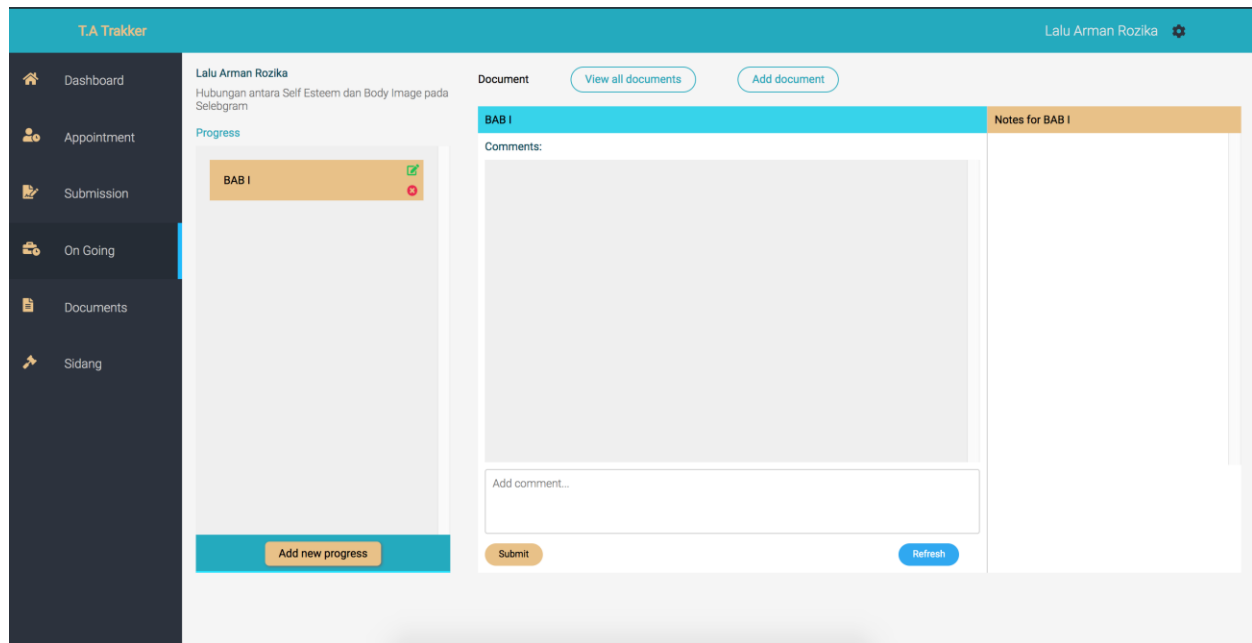 T.A Trakker
Lalu Arman Rozika
Dashboard
Appointment
Submission
On Going
Documents
Sidang
Lalu Arman Rozika
Hubungan antara Self Esteem dan Body Image pada
Selebgram
Progress
BAB I
Add new progress
Document
View all documents
Add document
BAB I
Comments:
Add comment...
Submit
Refresh
Notes for BAB I